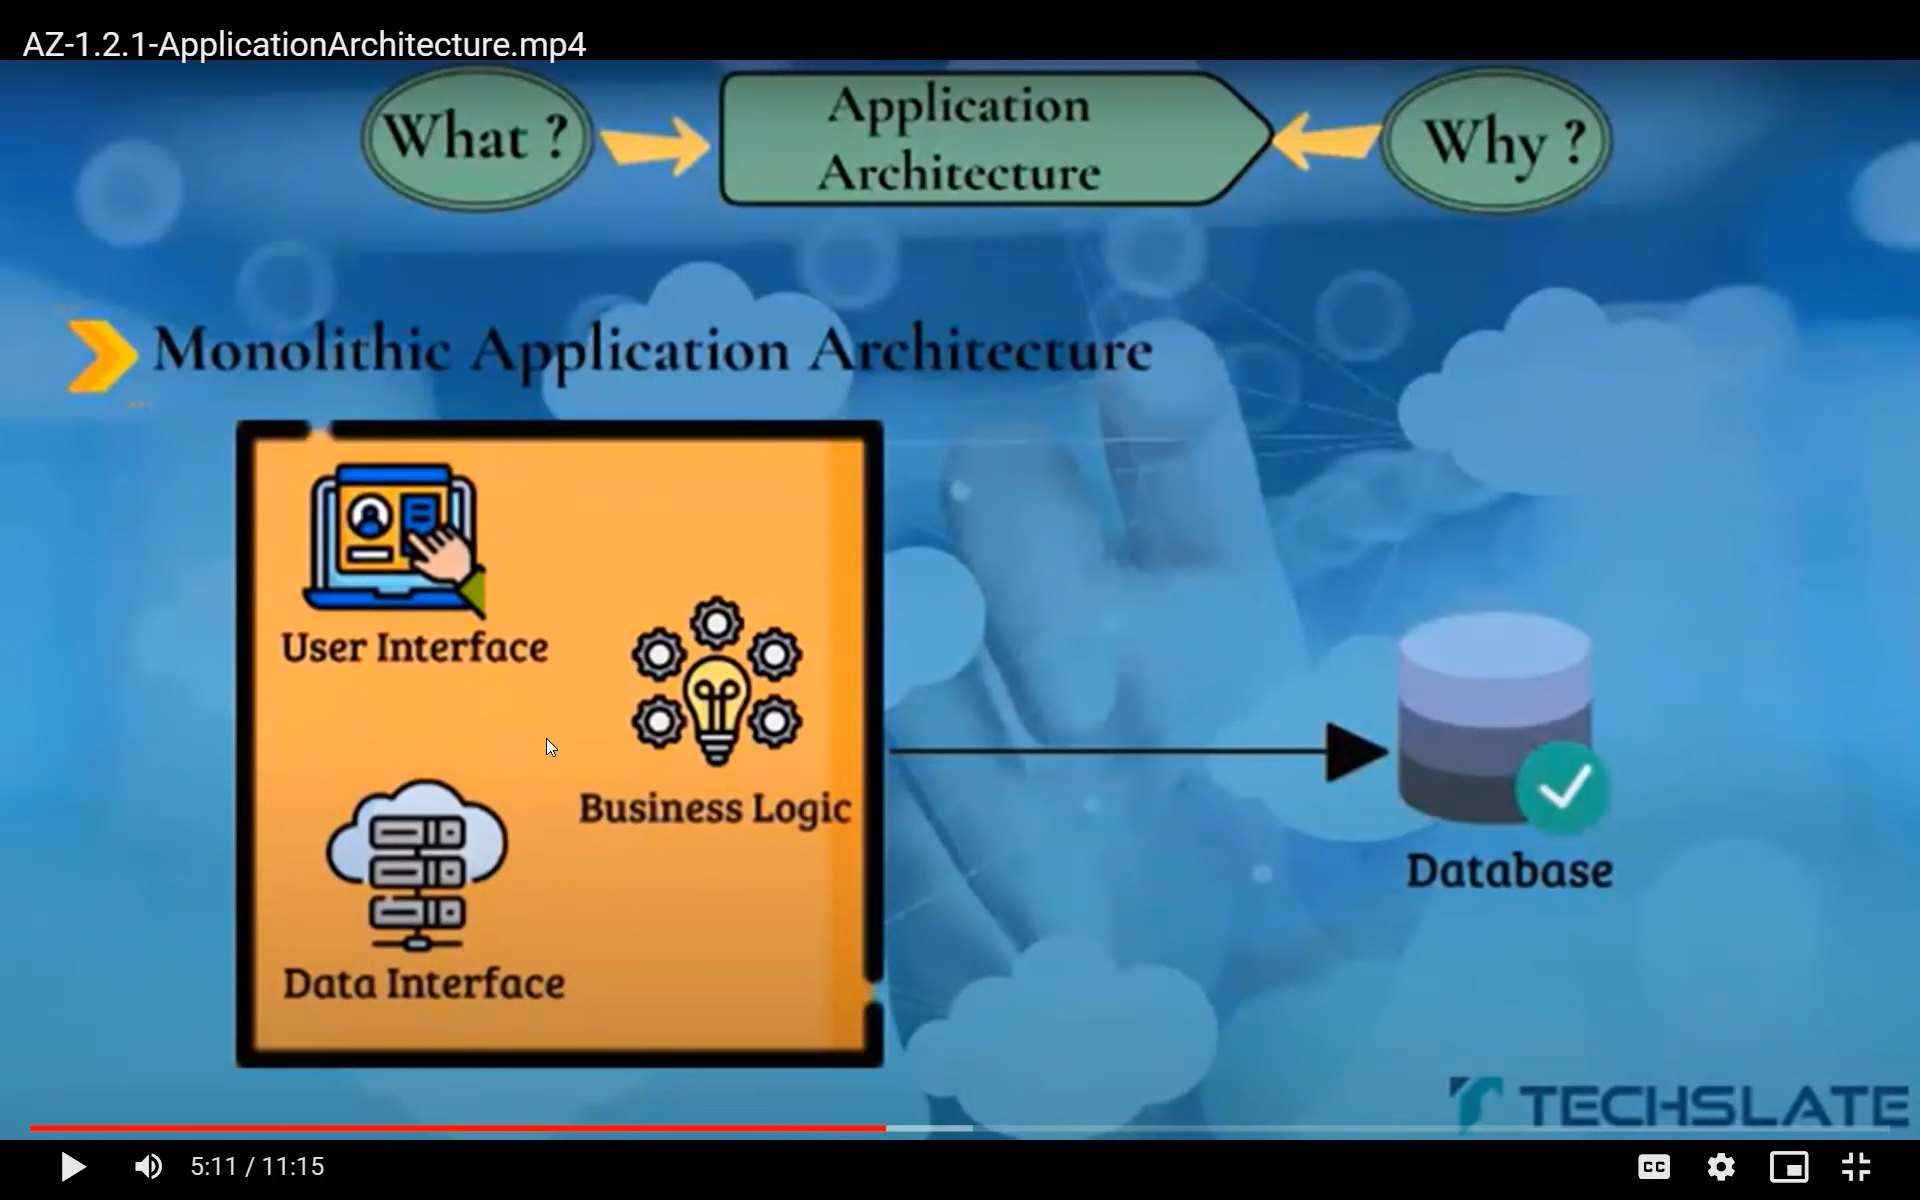 AZ-1.2.1-ApplicationArchitecture.mp4
What ?
Application
Architecture
Why ?
Monolithic Application Architecture
User Interface
Business Logic
Data Interface
Database
TECHSLATE
5:11 / 11:15
CC